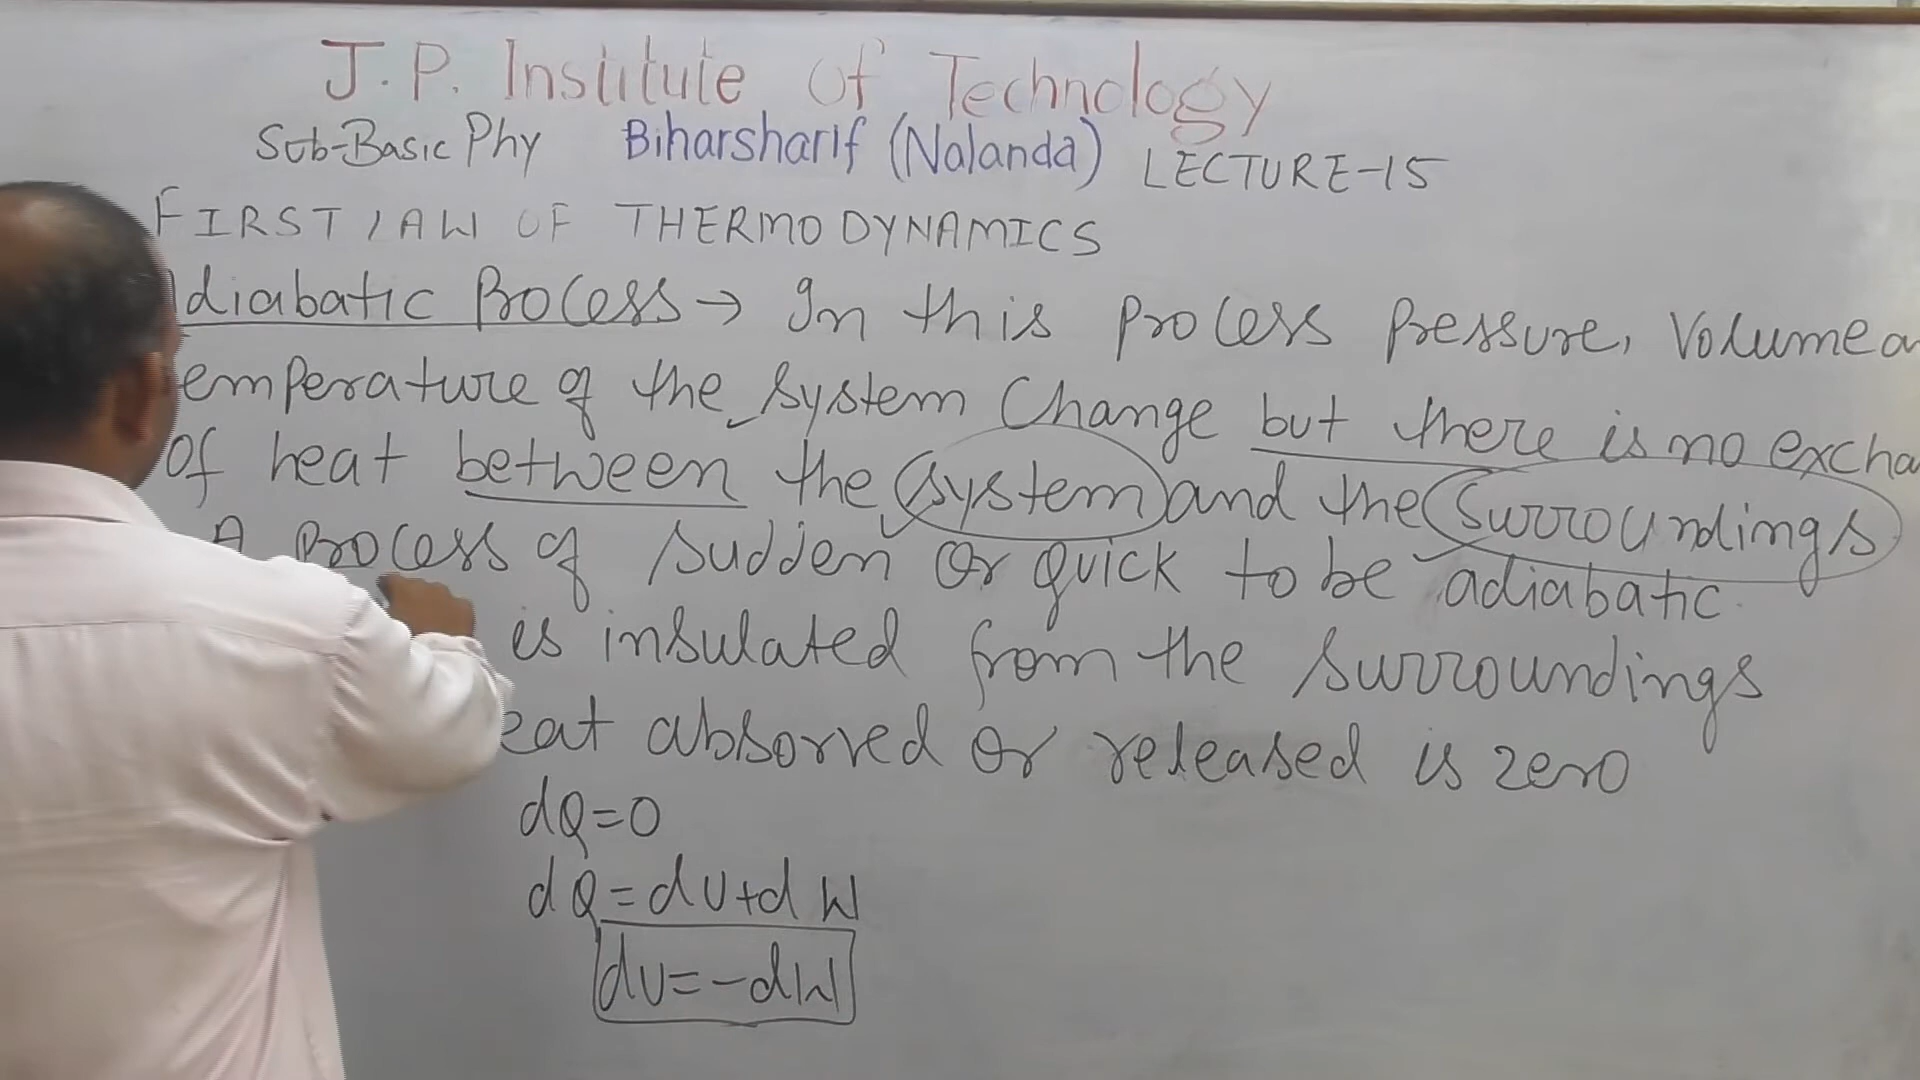 J.P. Institute Of Technology
Sub-Basic Phy Biharsharif (Nalanda) LECTURE-15
FIRST LAW OF THERMODYNAMICS
diabatic Process → In this process Pressure, Volume a
emperature of the system Change but there is no excha
of heat between the system and the surroundings
A Process of sudden or quick to be adiabatic.
is insulated from the surroundings
eat absorved or released is zero
dQ=0
dQ=dU+dW
dU=-dW